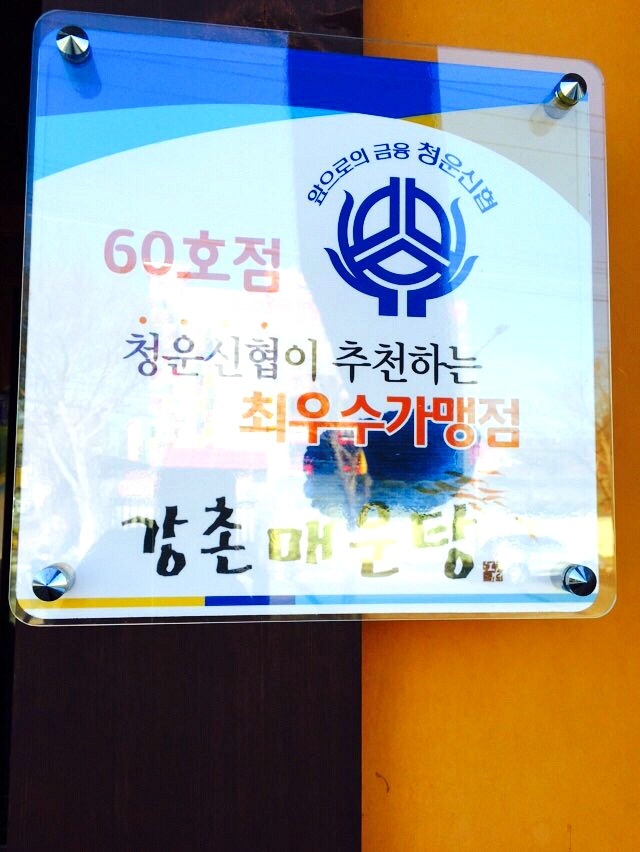 앞으로의 금융 청운신협
60호점
청운신협이 추천하는
최우수가맹점
강촌매운탕